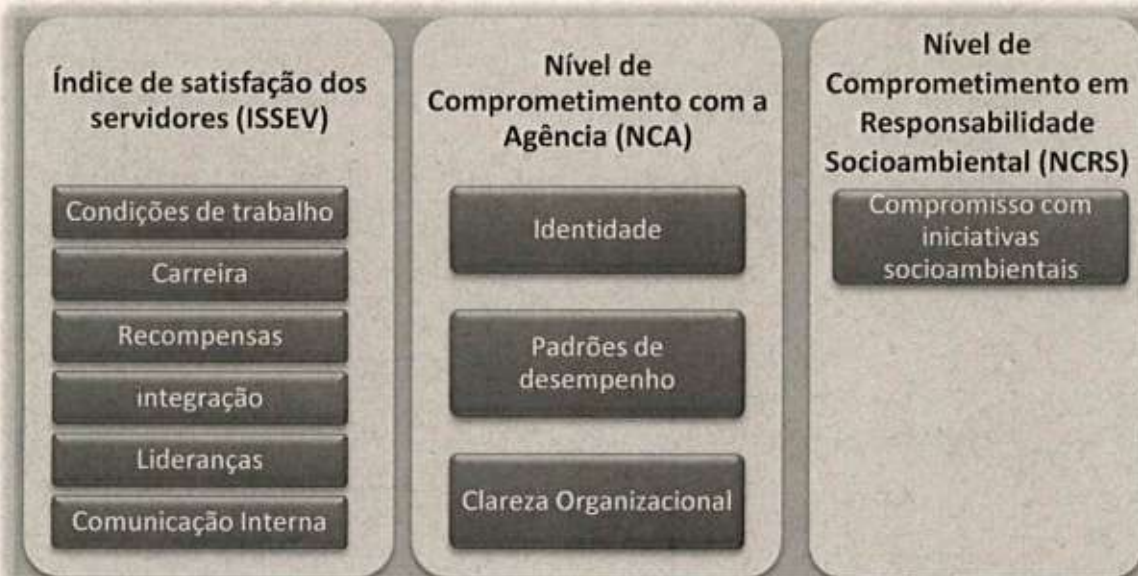 Índice de satisfação dos
servidores (ISSEV)
Condições de trabalho
Carreira
Recompensas
integração
Lideranças
Comunicação Interna
Nível de
Comprometimento com a
Agência (NCA)
Identidade
Padrões de
desempenho
Clareza Organizacional
Nível de
Comprometimento em
Responsabilidade
Socioambiental (NCRS)
Compromisso com
iniciativas
socioambientais